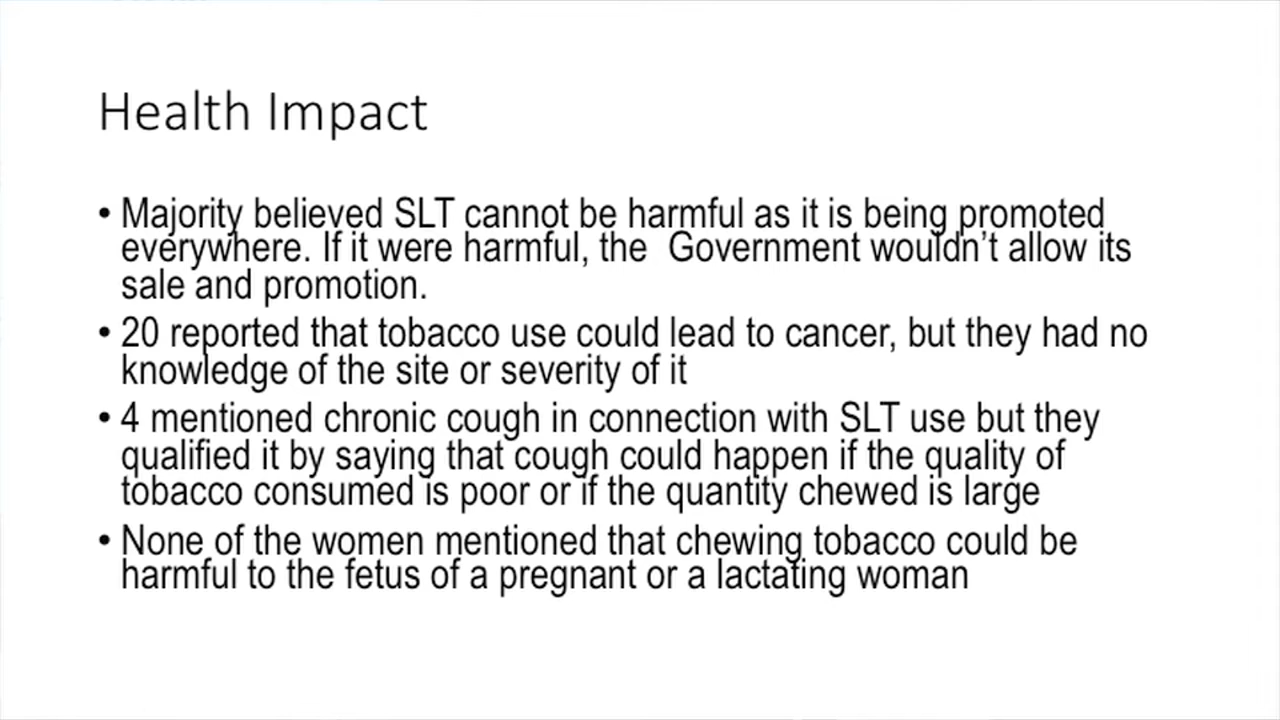 Health Impact
• Majority believed SLT cannot be harmful as it is being promoted
everywhere. If it were harmful, the  Government wouldn’t allow its
sale and promotion.
• 20 reported that tobacco use could lead to cancer, but they had no
knowledge of the site or severity of it
• 4 mentioned chronic cough in connection with SLT use but they
qualified it by saying that cough could happen if the quality of
tobacco consumed is poor or if the quantity chewed is large
• None of the women mentioned that chewing tobacco could be
harmful to the fetus of a pregnant or a lactating woman